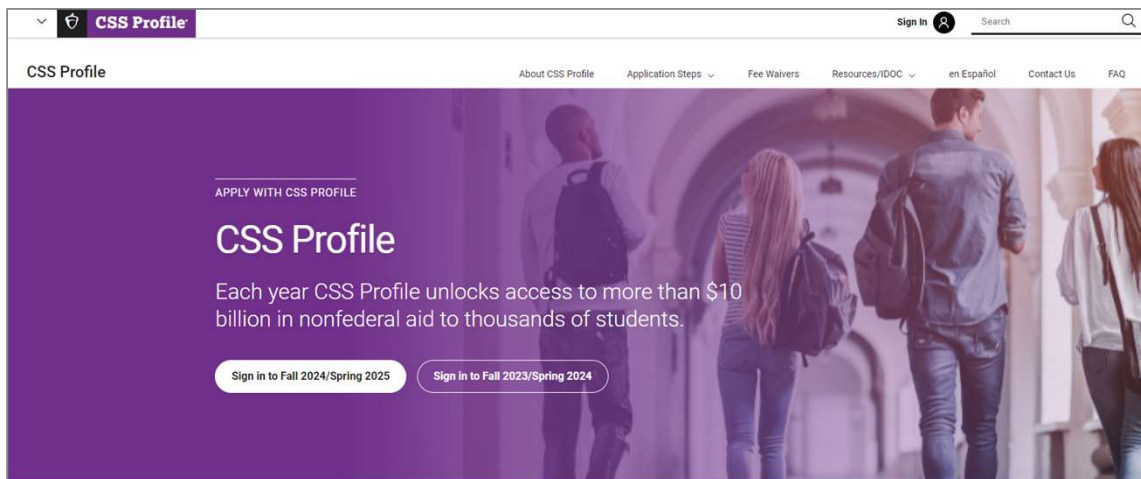 CSS Profile
Sign In
Search
CSS Profile
About CSS Profile
Application Steps
Fee Waivers
Resources/IDOC
en Español
Contact Us
FAQ
APPLY WITH CSS PROFILE
CSS Profile
Each year CSS Profile unlocks access to more than $10
billion in nonfederal aid to thousands of students.
Sign in to Fall 2024/Spring 2025
Sign in to Fall 2023/Spring 2024